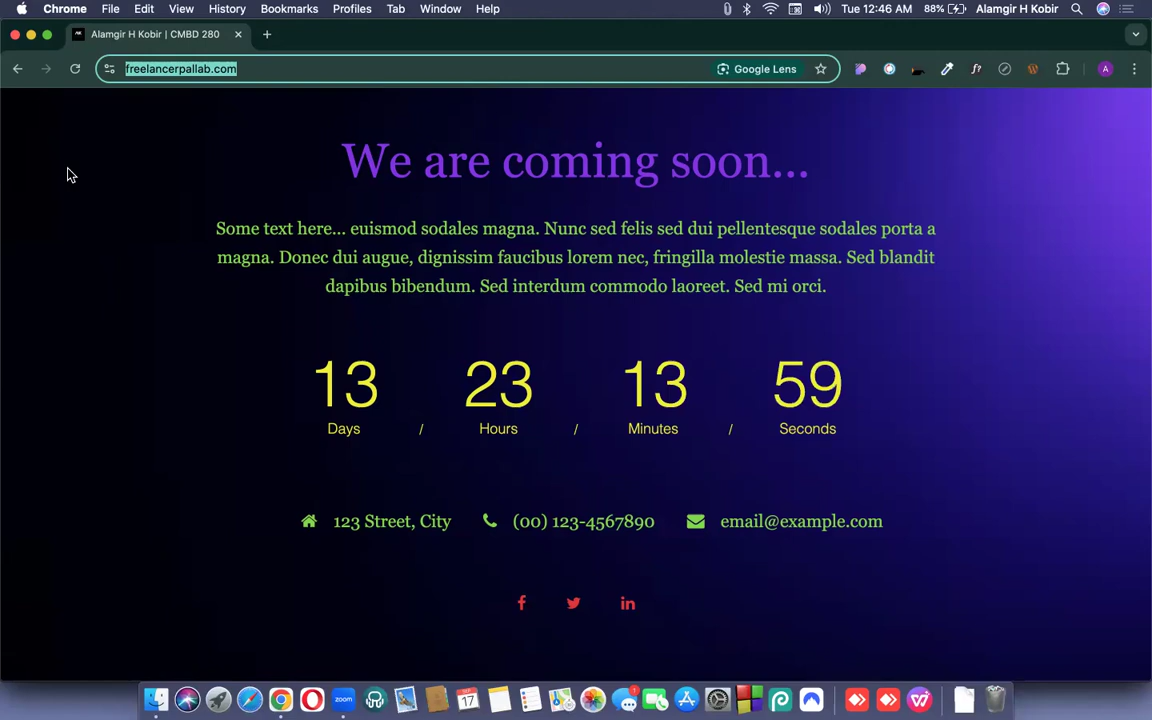 Chrome File Edit View History Bookmarks Profiles Tab Window Help Tue 12:46 AM 88% Alamgir H Kobir
Alamgir H Kobir | CMBD 280
freelancerpallab.com Google Lens A
We are coming soon...
Some text here... euismod sodales magna. Nunc sed felis sed dui pellentesque sodales porta a
magna. Donec dui augue, dignissim faucibus lorem nec, fringilla molestie massa. Sed blandit
dapibus bibendum. Sed interdum commodo laoreet. Sed mi orci.
13 23 13 59
Days / Hours / Minutes / Seconds
123 Street, City (00) 123-4567890 email@example.com
zoom 17